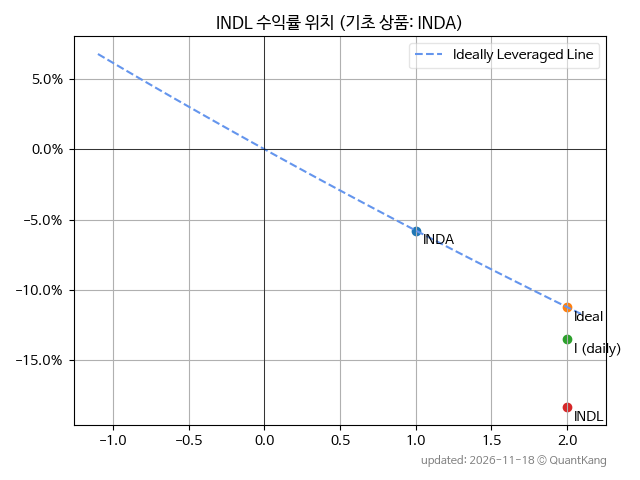 INDL 수익률 위치 (기초 상품: INDA)
Ideally Leveraged Line
5.0%
0.0%
−5.0%
−10.0%
−15.0%
INDA
Ideal
I (daily)
INDL
−1.0
−0.5
0.0
0.5
1.0
1.5
2.0
updated: 2026-11-18 © QuantKang